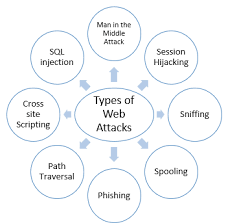 Man in the
Middle
Attack
Session
Hijacking
Sniffing
Spooling
Phishing
Path
Traversal
Cross
site
Scripting
SQL
injection
Types of
Web
Attacks